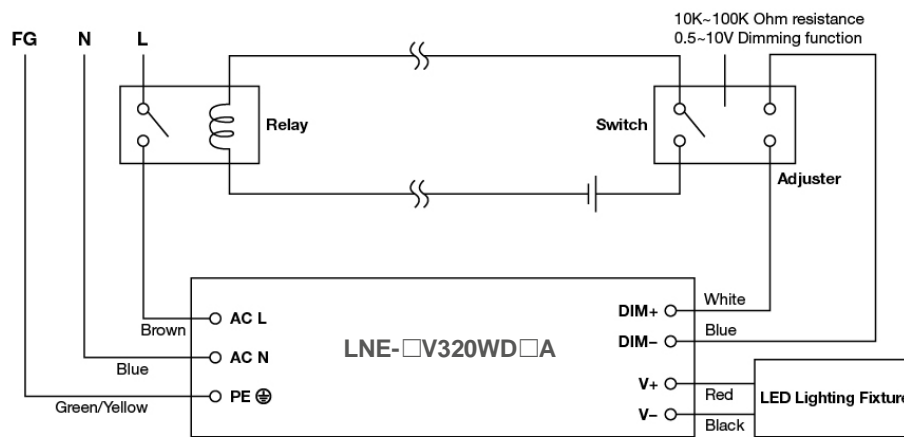 10K~100K Ohm resistance
0.5~10V Dimming function
FG N L
Relay
Switch
Adjuster
Brown
AC L
Blue
AC N
Green/Yellow
PE
LNE-□V320WD□A
DIM+
White
DIM–
Blue
V+
Red
V–
Black
LED Lighting Fixture